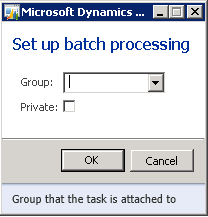 Microsoft Dynamics ...
Set up batch processing
Group:
Private:
OK Cancel
Group that the task is attached to